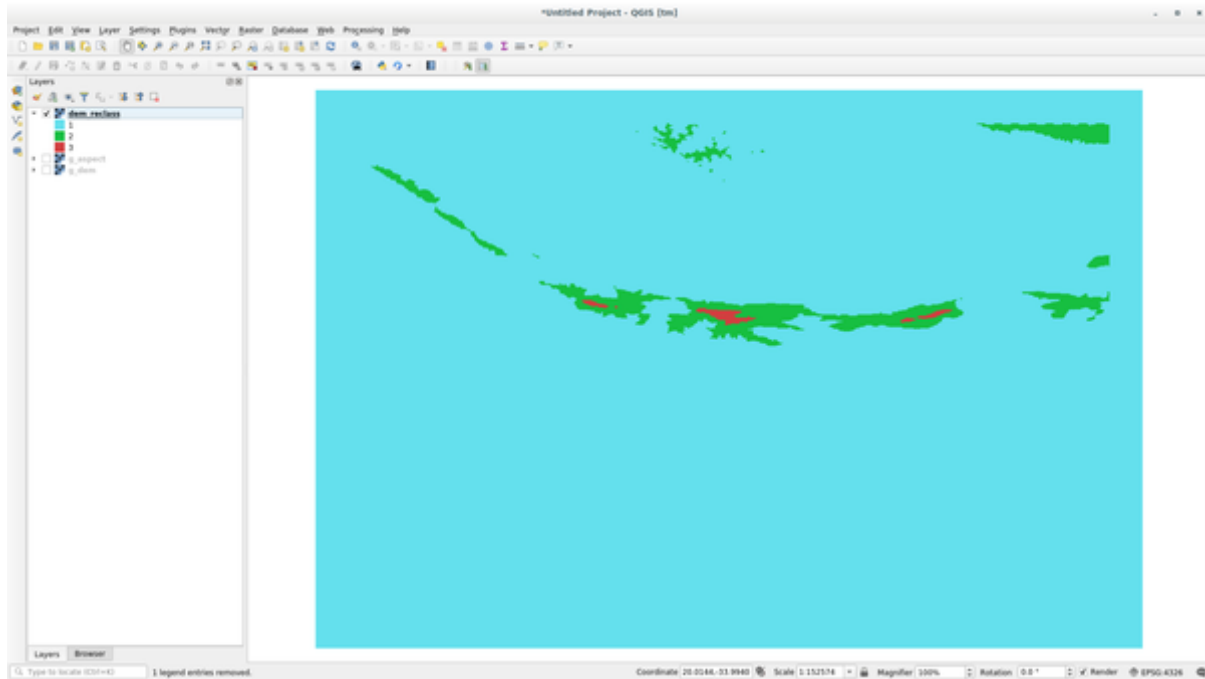 *Untitled Project - QGIS [tm]
Project Edit View Layer Settings Plugins Vector Raster Database Web Processing Help
Layers
dem_reclass
1
2
3
g_aspect
g_dem
Layers Browser
Type to locate (Ctrl+K) 1 legend entries removed. Coordinate 20.0144,-33.9940 Scale 1:152574 Magnifier 100% Rotation 0.0 ° Render EPSG:4326